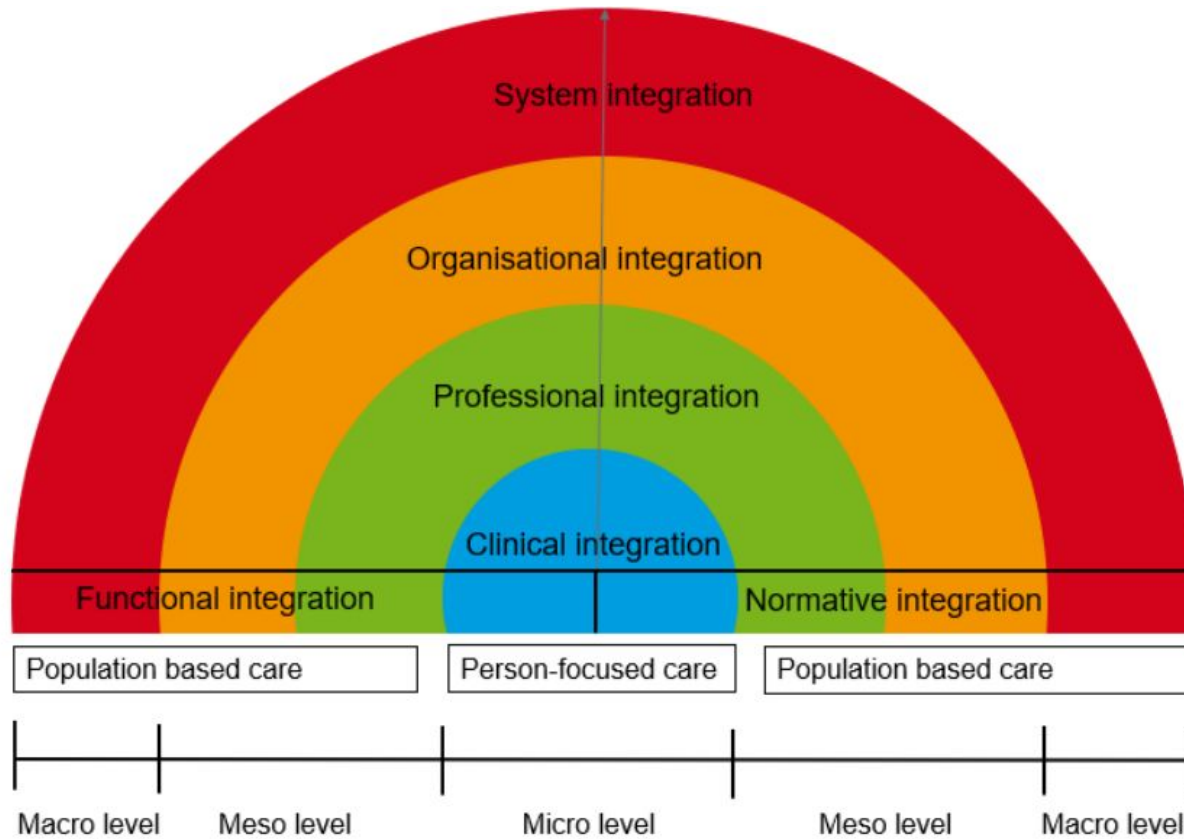 System integration
Organisational integration
Professional integration
Clinical integration
Functional integration
Normative integration
Population based care
Person-focused care
Population based care
Macro level
Meso level
Micro level
Meso level
Macro level